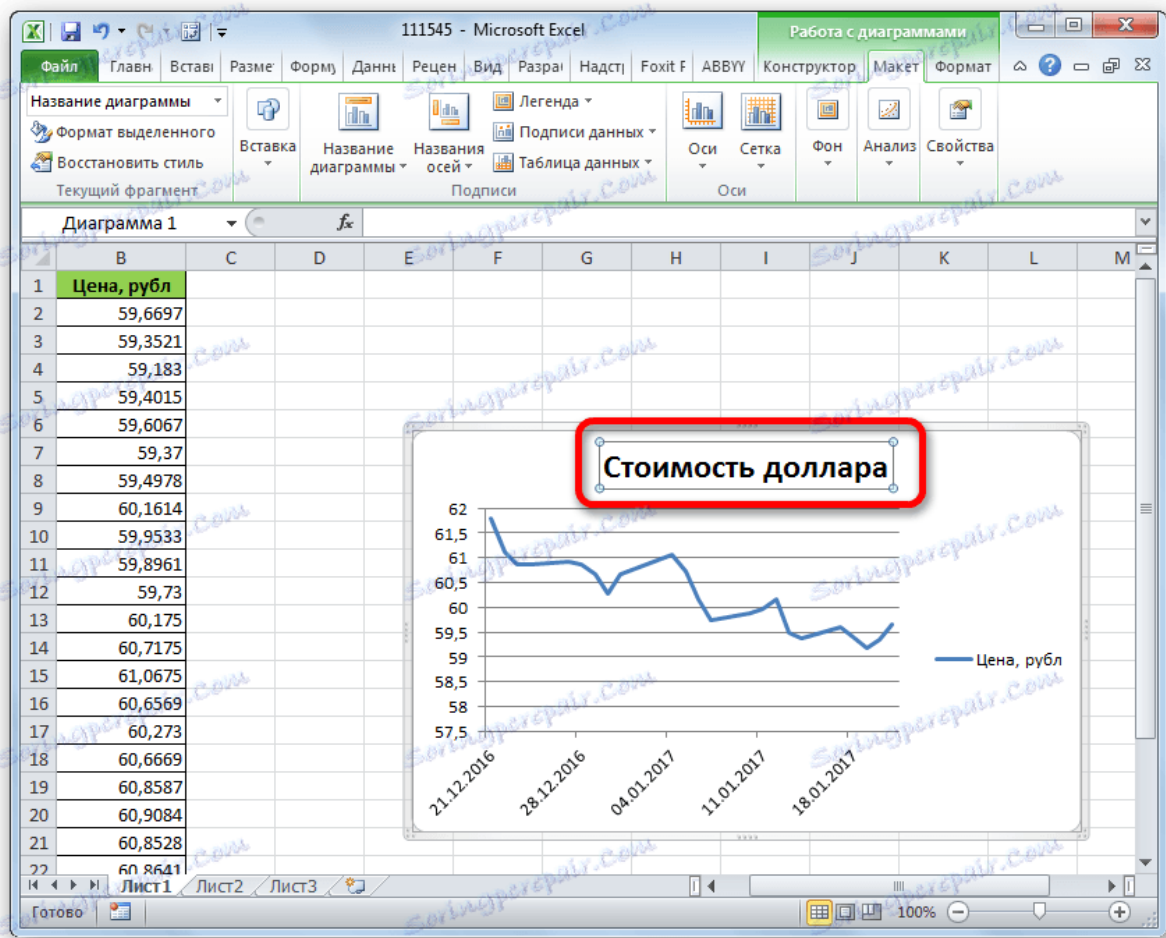 111545 - Microsoft Excel
Работа с диаграммами
Файл Главн Встави Разме Форму Данны Рецен Вид Разра Надст Foxit F ABBYY Конструктор Макет Формат
Название диаграммы
Формат выделенного
Восстановить стиль
Текущий фрагмент
Вставка
Название диаграммы
Названия осей
Легенда
Подписи данных
Таблица данных
Подписи
Оси
Сетка
Оси
Фон
Анализ
Свойства
Диаграмма 1 fx
B C D E F G H I J K L M
1 Цена, рубл
2 59,6697
3 59,3521
4 59,183
5 59,4015
6 59,6067
7 59,37
8 59,4978
9 60,1614
10 59,9533
11 59,8961
12 59,73
13 60,175
14 60,7175
15 61,0675
16 60,6569
17 60,273
18 60,6669
19 60,8587
20 60,9084
21 60,8528
22 60,8641
Стоимость доллара
62
61,5
61
60,5
60
59,5
59
58,5
58
57,5
21.12.2016 28.12.2016 04.01.2017 11.01.2017 18.01.2017
Цена, рубл
Лист1 Лист2 Лист3
Готово 100%
Soringpcrepair.Com